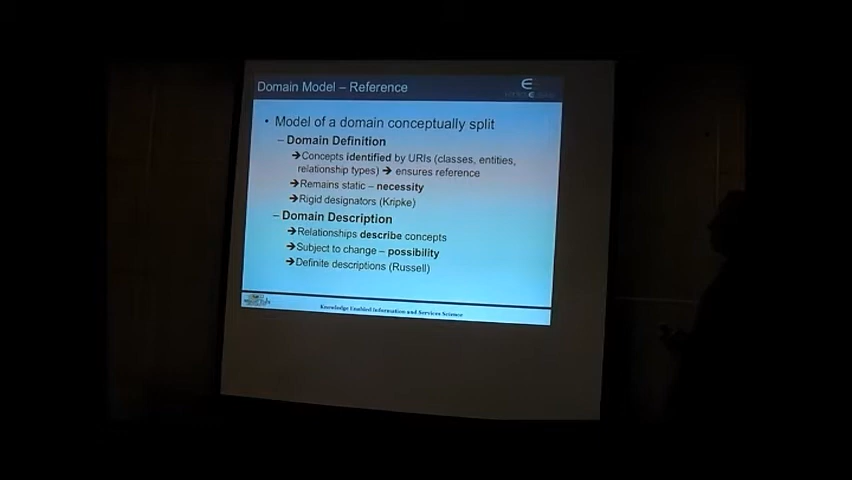 Domain Model – Reference
• Model of a domain conceptually split
– Domain Definition
➔Concepts identified by URIs (classes, entities,
relationship types) ➔ ensures reference
➔Remains static – necessity
➔Rigid designators (Kripke)
– Domain Description
➔Relationships describe concepts
➔Subject to change – possibility
➔Definite descriptions (Russell)
Knowledge Enabled Information and Services Science